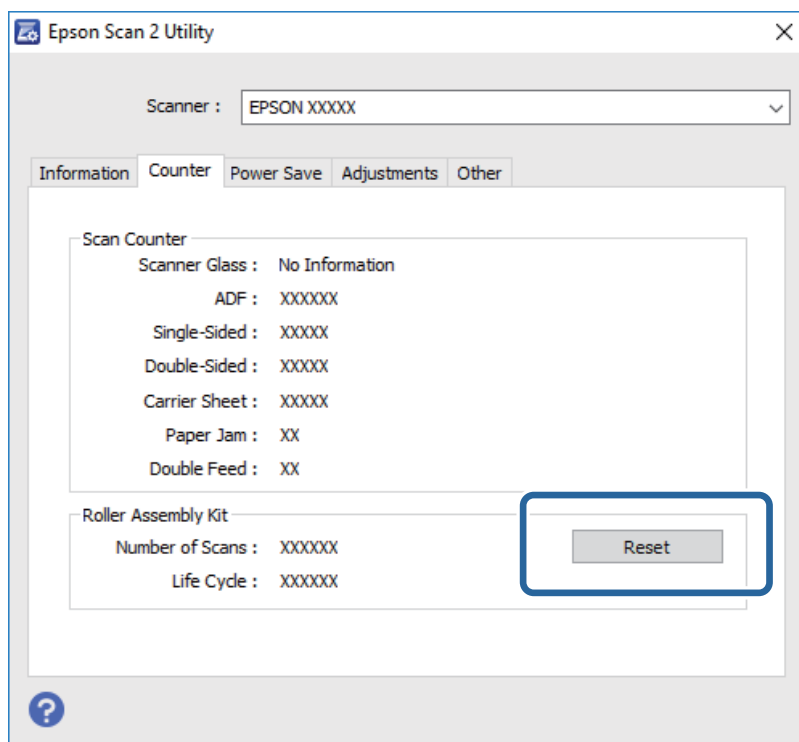 Epson Scan 2 Utility
Scanner : EPSON XXXXX
Information Counter Power Save Adjustments Other
Scan Counter
Scanner Glass : No Information
ADF : XXXXXX
Single-Sided : XXXXX
Double-Sided : XXXXX
Carrier Sheet : XXXXX
Paper Jam : XX
Double Feed : XX
Roller Assembly Kit
Number of Scans : XXXXXX Reset
Life Cycle : XXXXXX
?